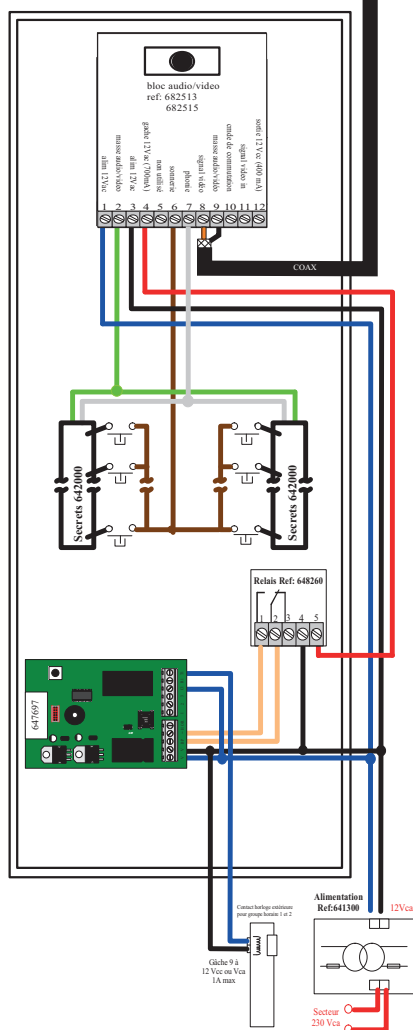 bloc audio/video
ref: 682513
682515
alim 12Vac
masse audio/video
alim 12Vac
gache 12Vac (700mA)
non utilisé
sonnerie
phonie
signal vidéo
masse audio/video
cmde de commutation
signal video in
sortie 12 Vcc (400 mA)
1 2 3 4 5 6 7 8 9 10 11 12
COAX
Secrets 642000
Secrets 642000
Relais Ref: 648260
1 2 3 4 5
647697
Contact horloge extérieure
pour groupe horaire 1 et 2
Gâche 9 à
12 Vcc ou Vca
1A max
Alimentation
Ref:641300
12Vca
Secteur
230 Vca